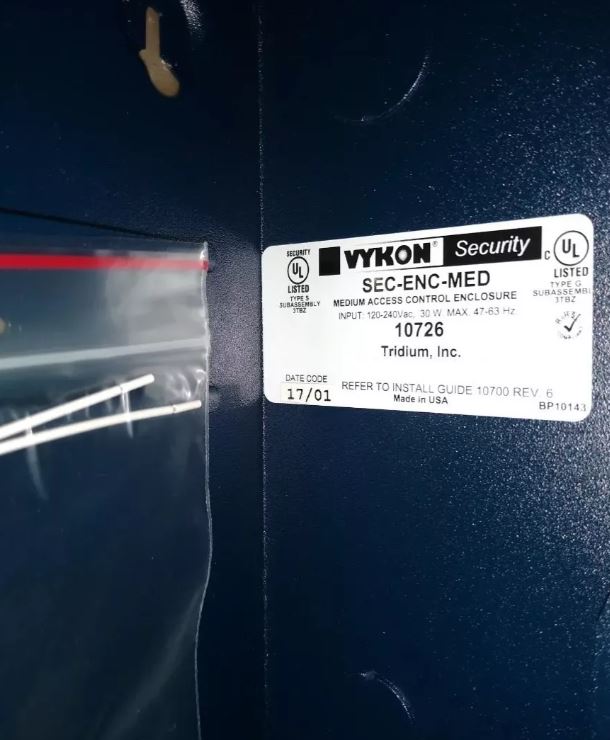 SECURITY
UL
LISTED
TYPE S
SUBASSEMBLY
3TBZ
VYKON® Security
SEC-ENC-MED
MEDIUM ACCESS CONTROL ENCLOSURE
INPUT: 120-240Vac, 30 W. MAX. 47-63 Hz
10726
Tridium, Inc.
C UL
LISTED
TYPE G
SUBASSEMBL
3TBZ
DATE CODE
17/01
REFER TO INSTALL GUIDE 10700 REV. 6
Made in USA
BP10143